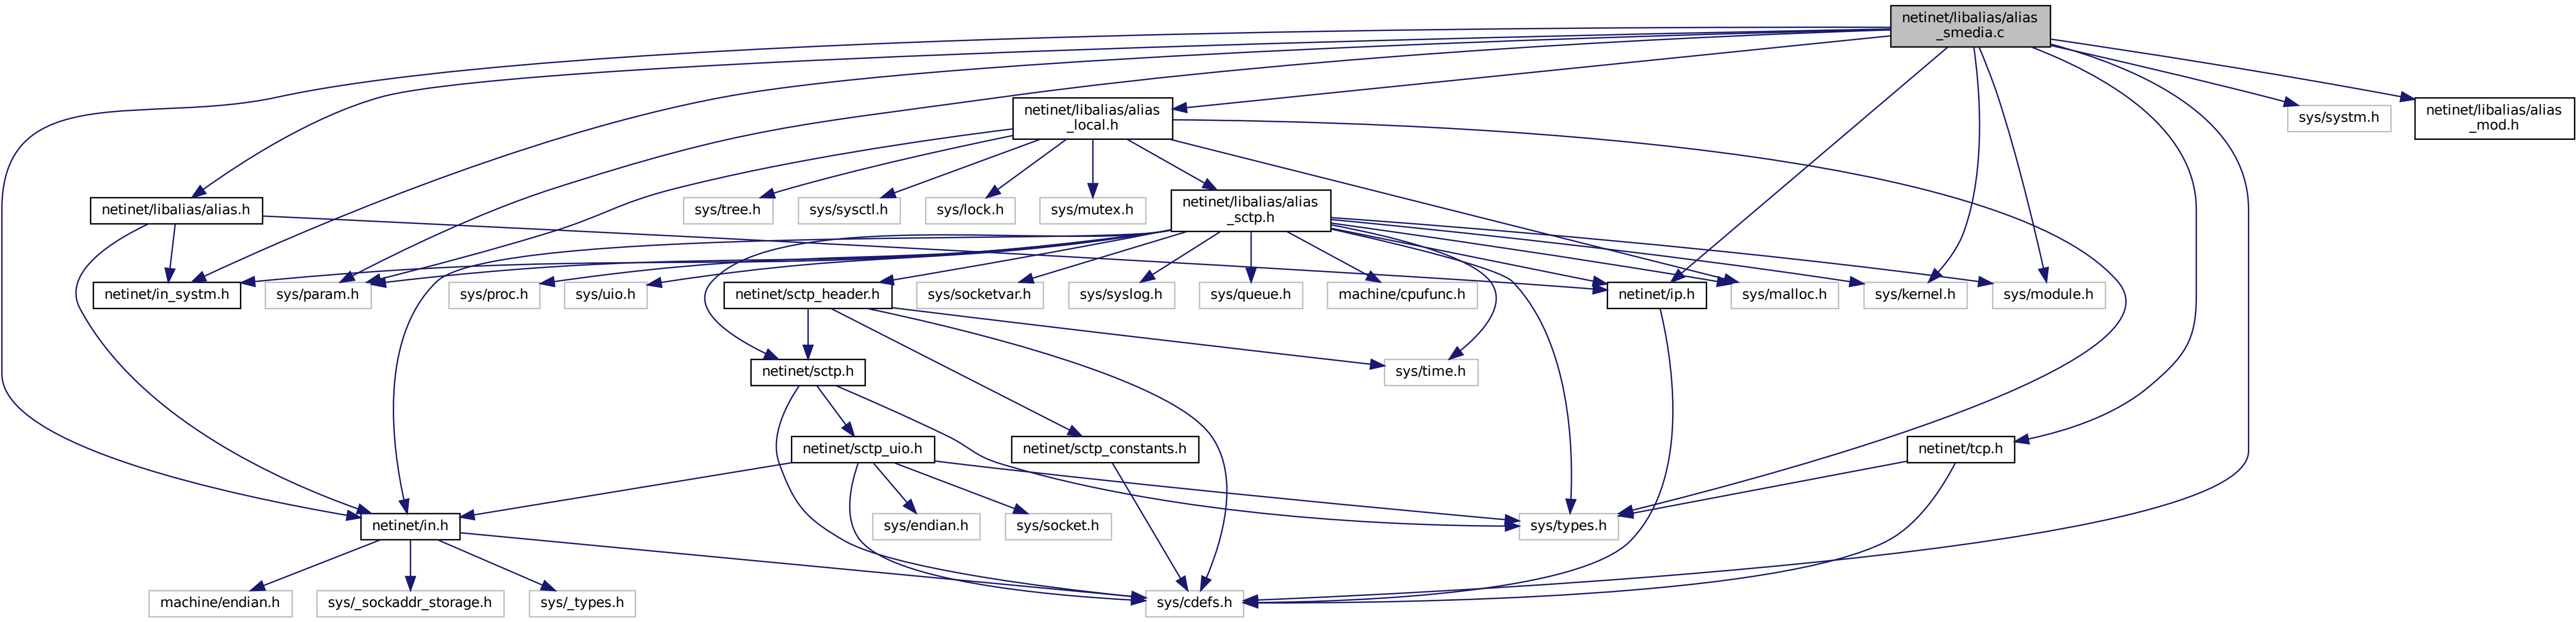 netinet/libalias/alias
_smedia.c
netinet/libalias/alias
_local.h
sys/systm.h
netinet/libalias/alias
_mod.h
netinet/libalias/alias.h
sys/tree.h
sys/sysctl.h
sys/lock.h
sys/mutex.h
netinet/libalias/alias
_sctp.h
netinet/in_systm.h
sys/param.h
sys/proc.h
sys/uio.h
netinet/sctp_header.h
sys/socketvar.h
sys/syslog.h
sys/queue.h
machine/cpufunc.h
netinet/ip.h
sys/malloc.h
sys/kernel.h
sys/module.h
netinet/sctp.h
sys/time.h
netinet/sctp_uio.h
netinet/sctp_constants.h
netinet/tcp.h
netinet/in.h
sys/endian.h
sys/socket.h
sys/types.h
machine/endian.h
sys/_sockaddr_storage.h
sys/_types.h
sys/cdefs.h